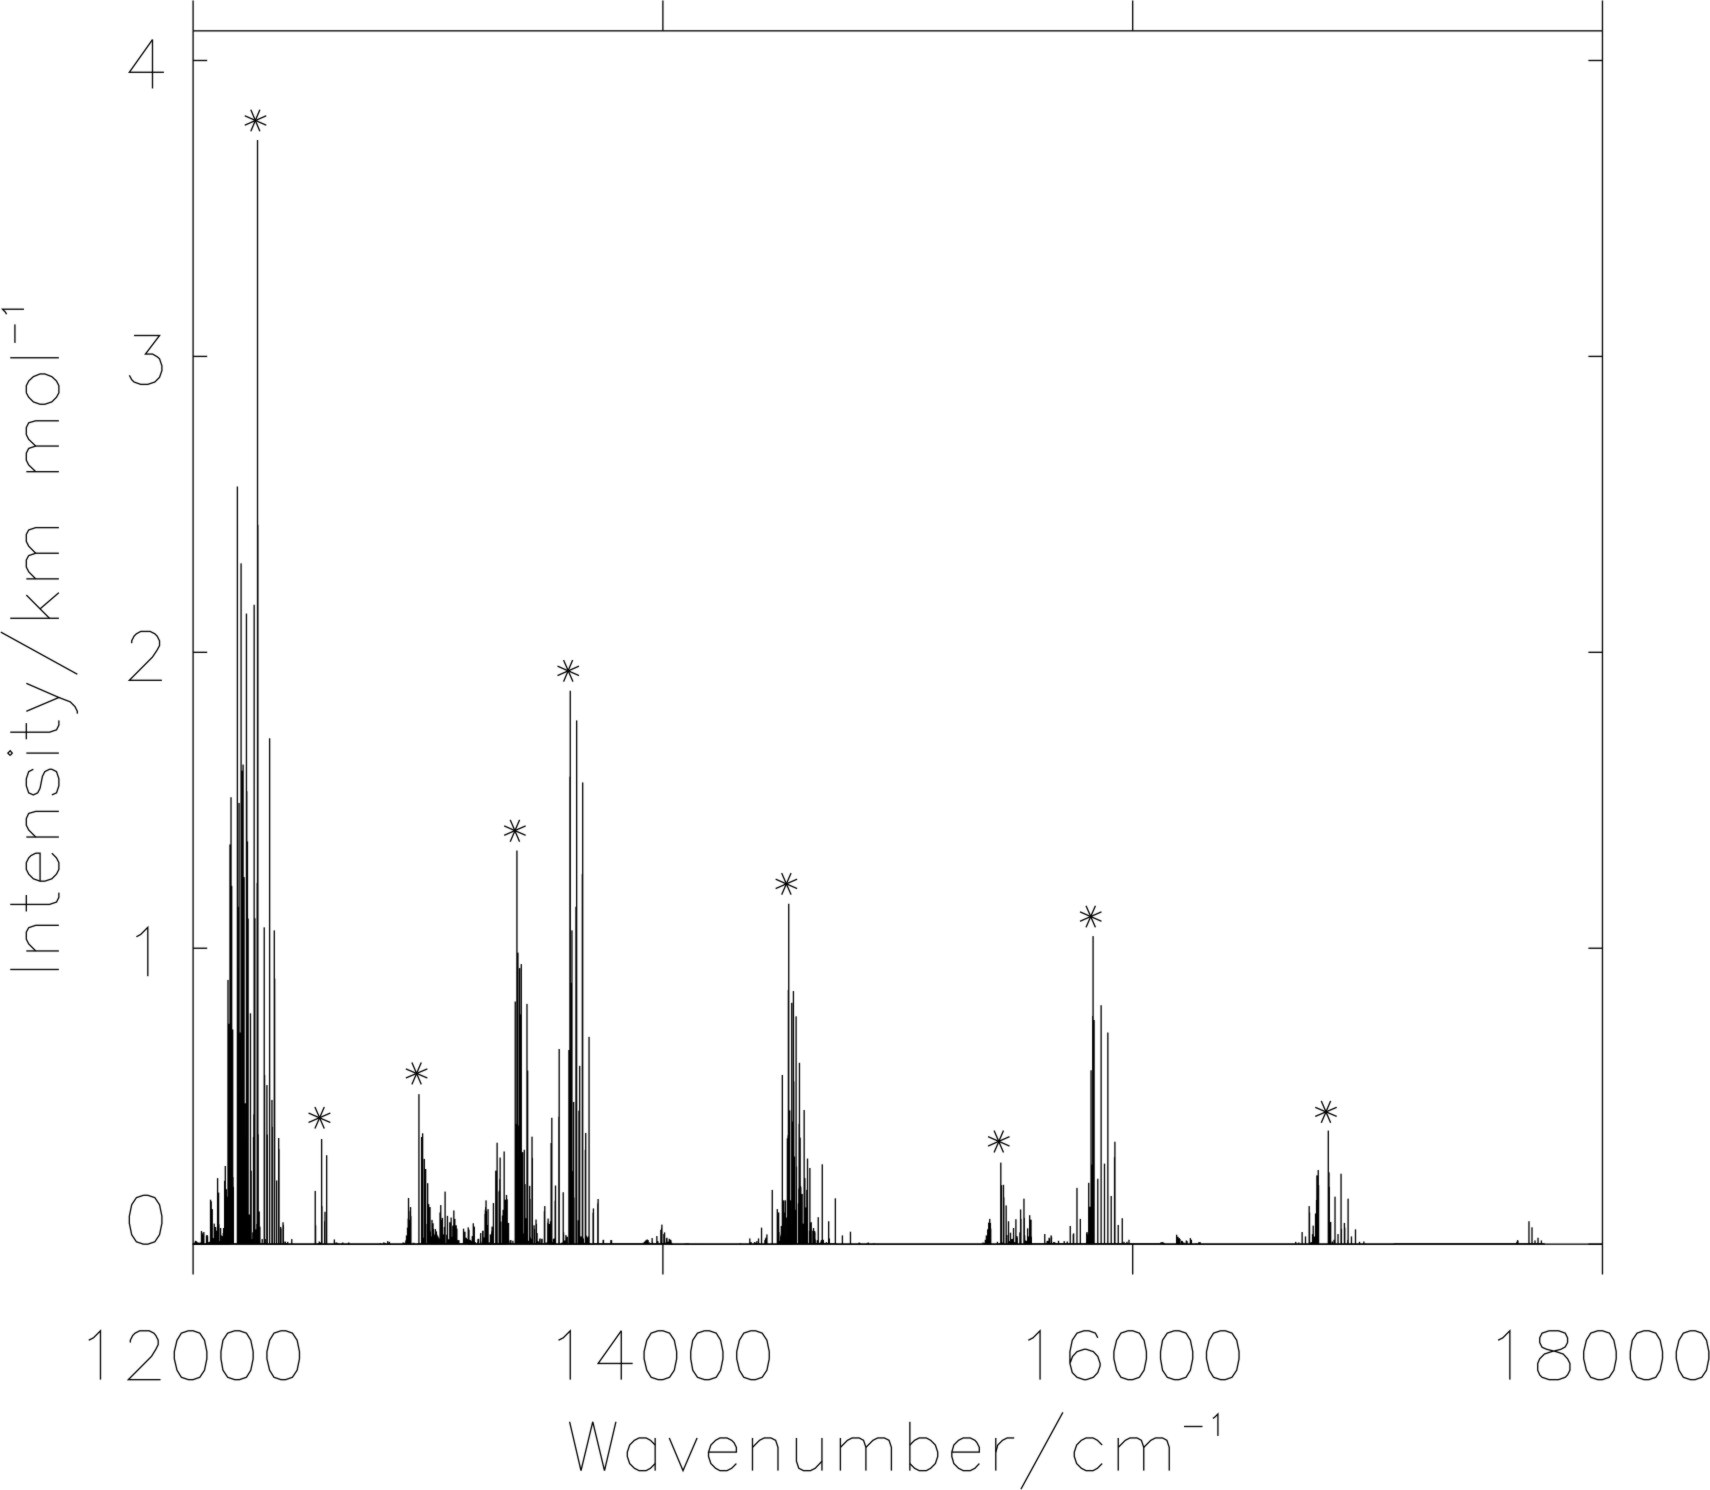 4
3
2
1
0
Intensity/km mol⁻¹
* * * * * * * * *
12000 14000 16000 18000
Wavenumber/cm⁻¹